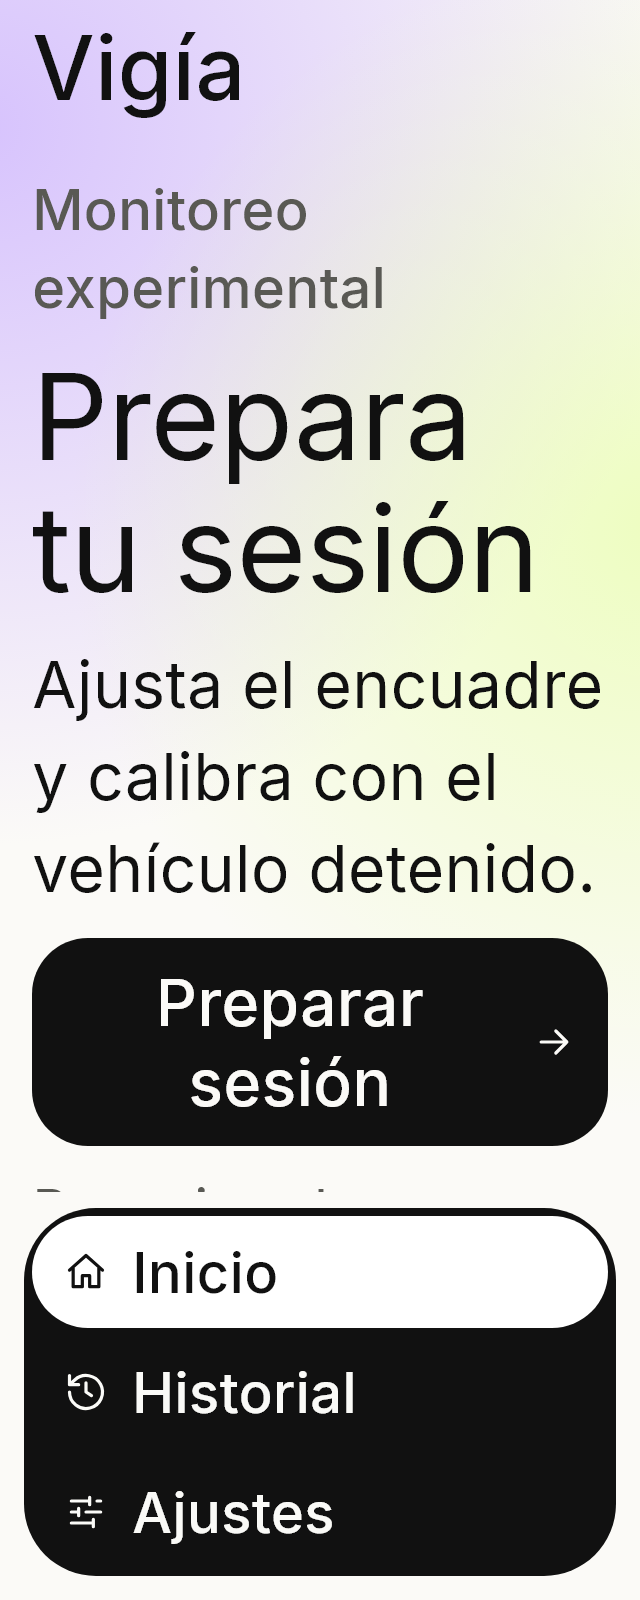 Vigía
Monitoreo
experimental
Prepara
tu sesión
Ajusta el encuadre
y calibra con el
vehículo detenido.
Preparar
sesión
Inicio
Historial
Ajustes